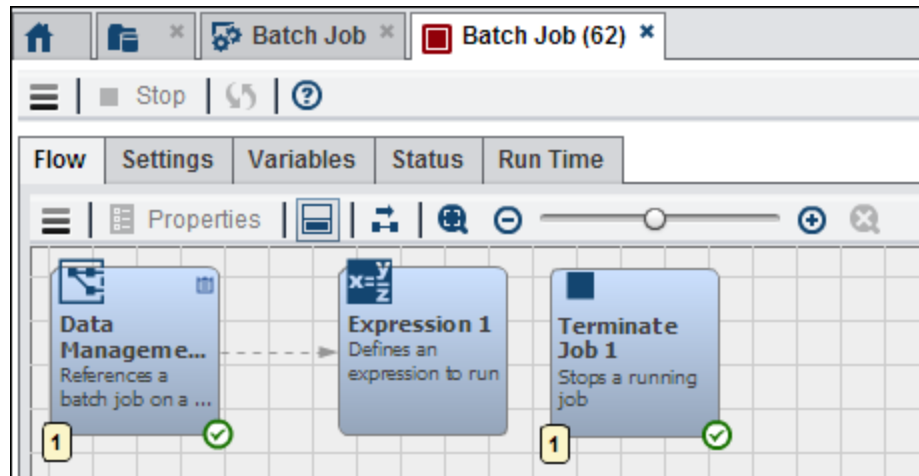 Batch Job
Batch Job (62)
Stop
Flow Settings Variables Status Run Time
Properties
x=y/z
Data
Manageme...
References a
batch job on a ...
1
Expression 1
Defines an
expression to run
Terminate
Job 1
Stops a running
job
1